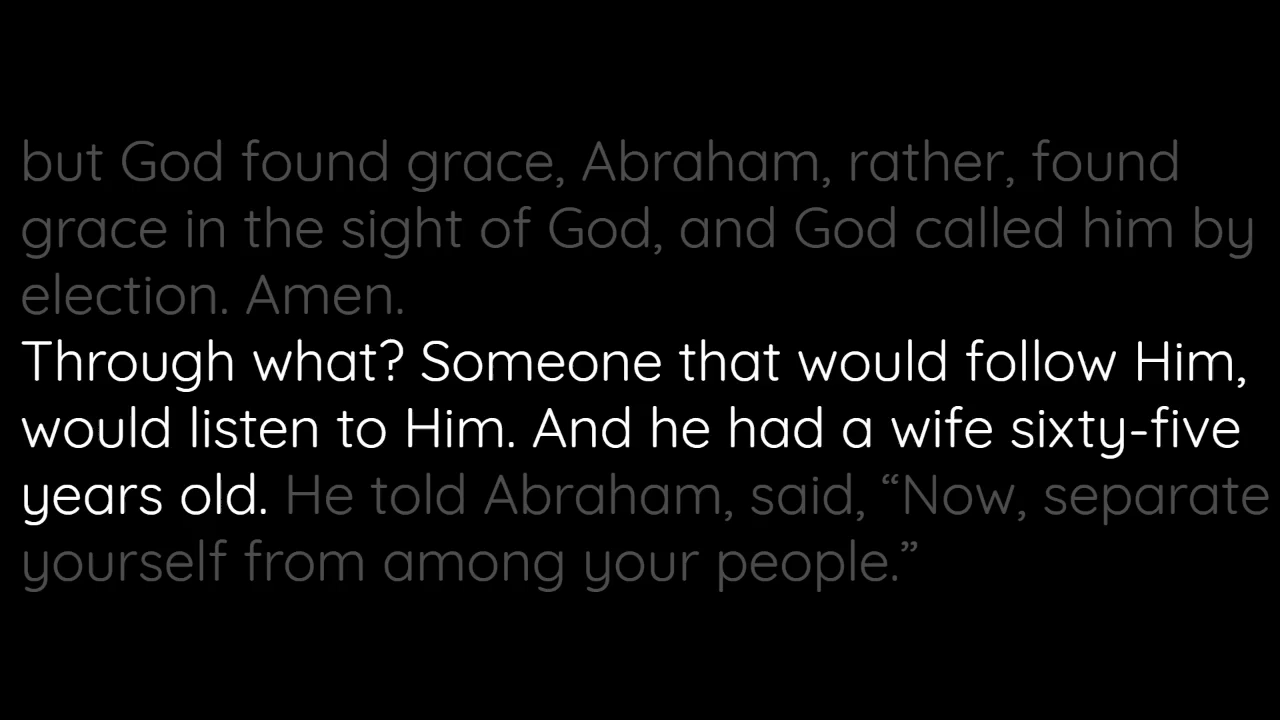 but God found grace, Abraham, rather, found
grace in the sight of God, and God called him by
election. Amen.
Through what? Someone that would follow Him,
would listen to Him. And he had a wife sixty-five
years old. He told Abraham, said, “Now, separate
yourself from among your people.”